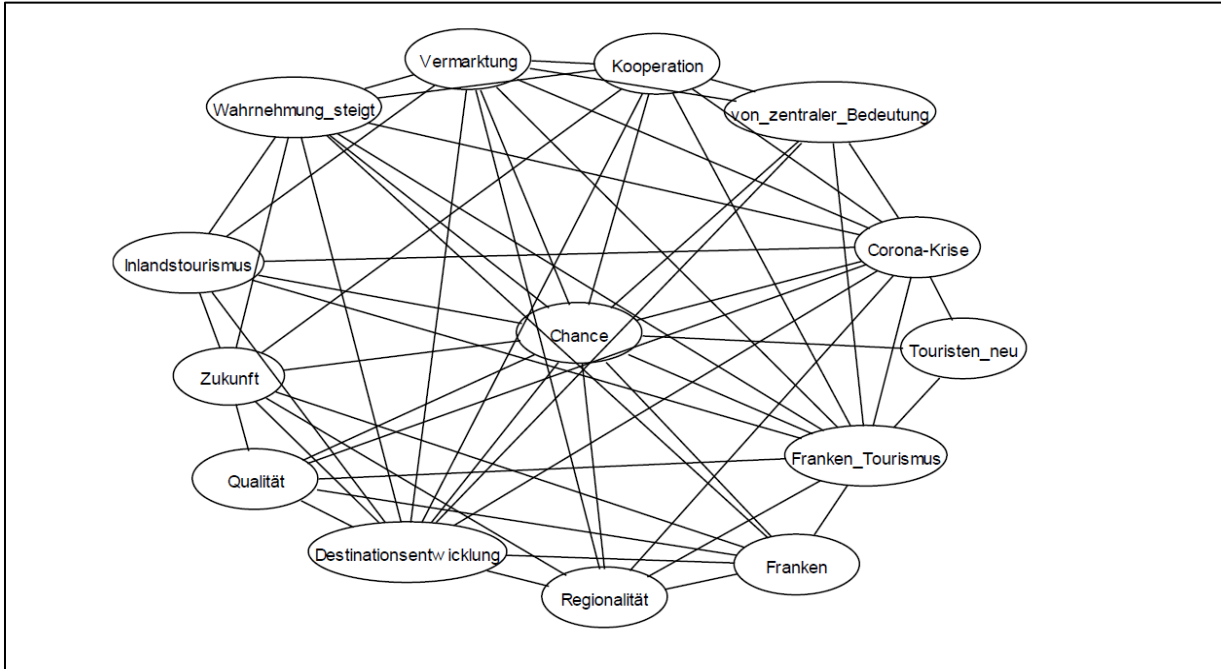 Vermarktung
Kooperation
Wahrnehmung_steigt
von_zentraler_Bedeutung
Inlandstourismus
Corona-Krise
Chance
Touristen_neu
Zukunft
Franken_Tourismus
Qualität
Destinationsentwicklung
Franken
Regionalität